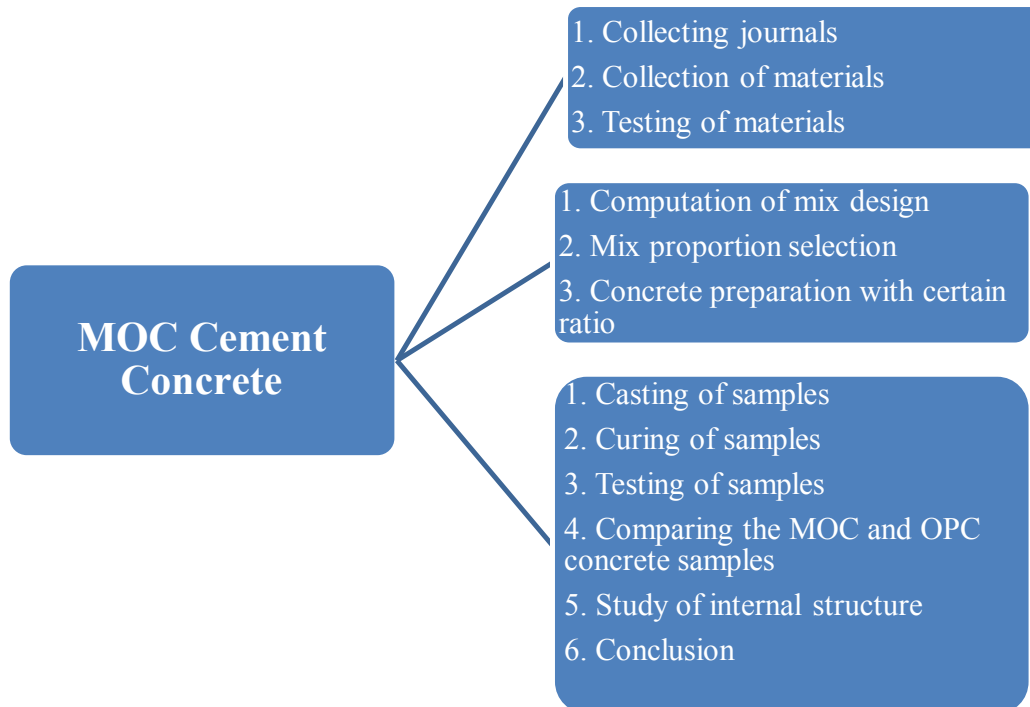 MOC Cement
Concrete
1. Collecting journals
2. Collection of materials
3. Testing of materials
1. Computation of mix design
2. Mix proportion selection
3. Concrete preparation with certain
ratio
1. Casting of samples
2. Curing of samples
3. Testing of samples
4. Comparing the MOC and OPC
concrete samples
5. Study of internal structure
6. Conclusion